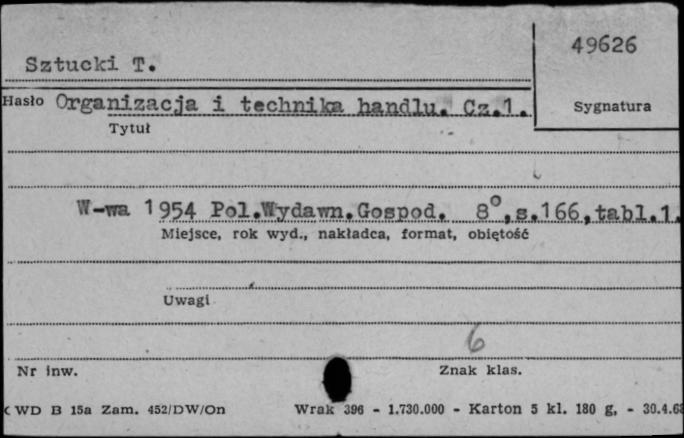 49626
Sztucki T.
Hasło Organizacja i technika handlu. Cz.1.
Sygnatura
Tytuł
W-wa 1954 Pol.Wydawn.Gospod. 8°,s.166,tabl.1.
Miejsce, rok wyd., nakładca, format, obiętość
Uwagi
6
Nr inw.
Znak klas.
WD B 15a Zam. 452/DW/On Wrak 396 - 1.730.000 - Karton 5 kl. 180 g, - 30.4.68